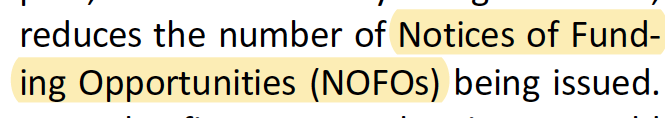 reduces the number of Notices of Fund-
ing Opportunities (NOFOs) being issued.